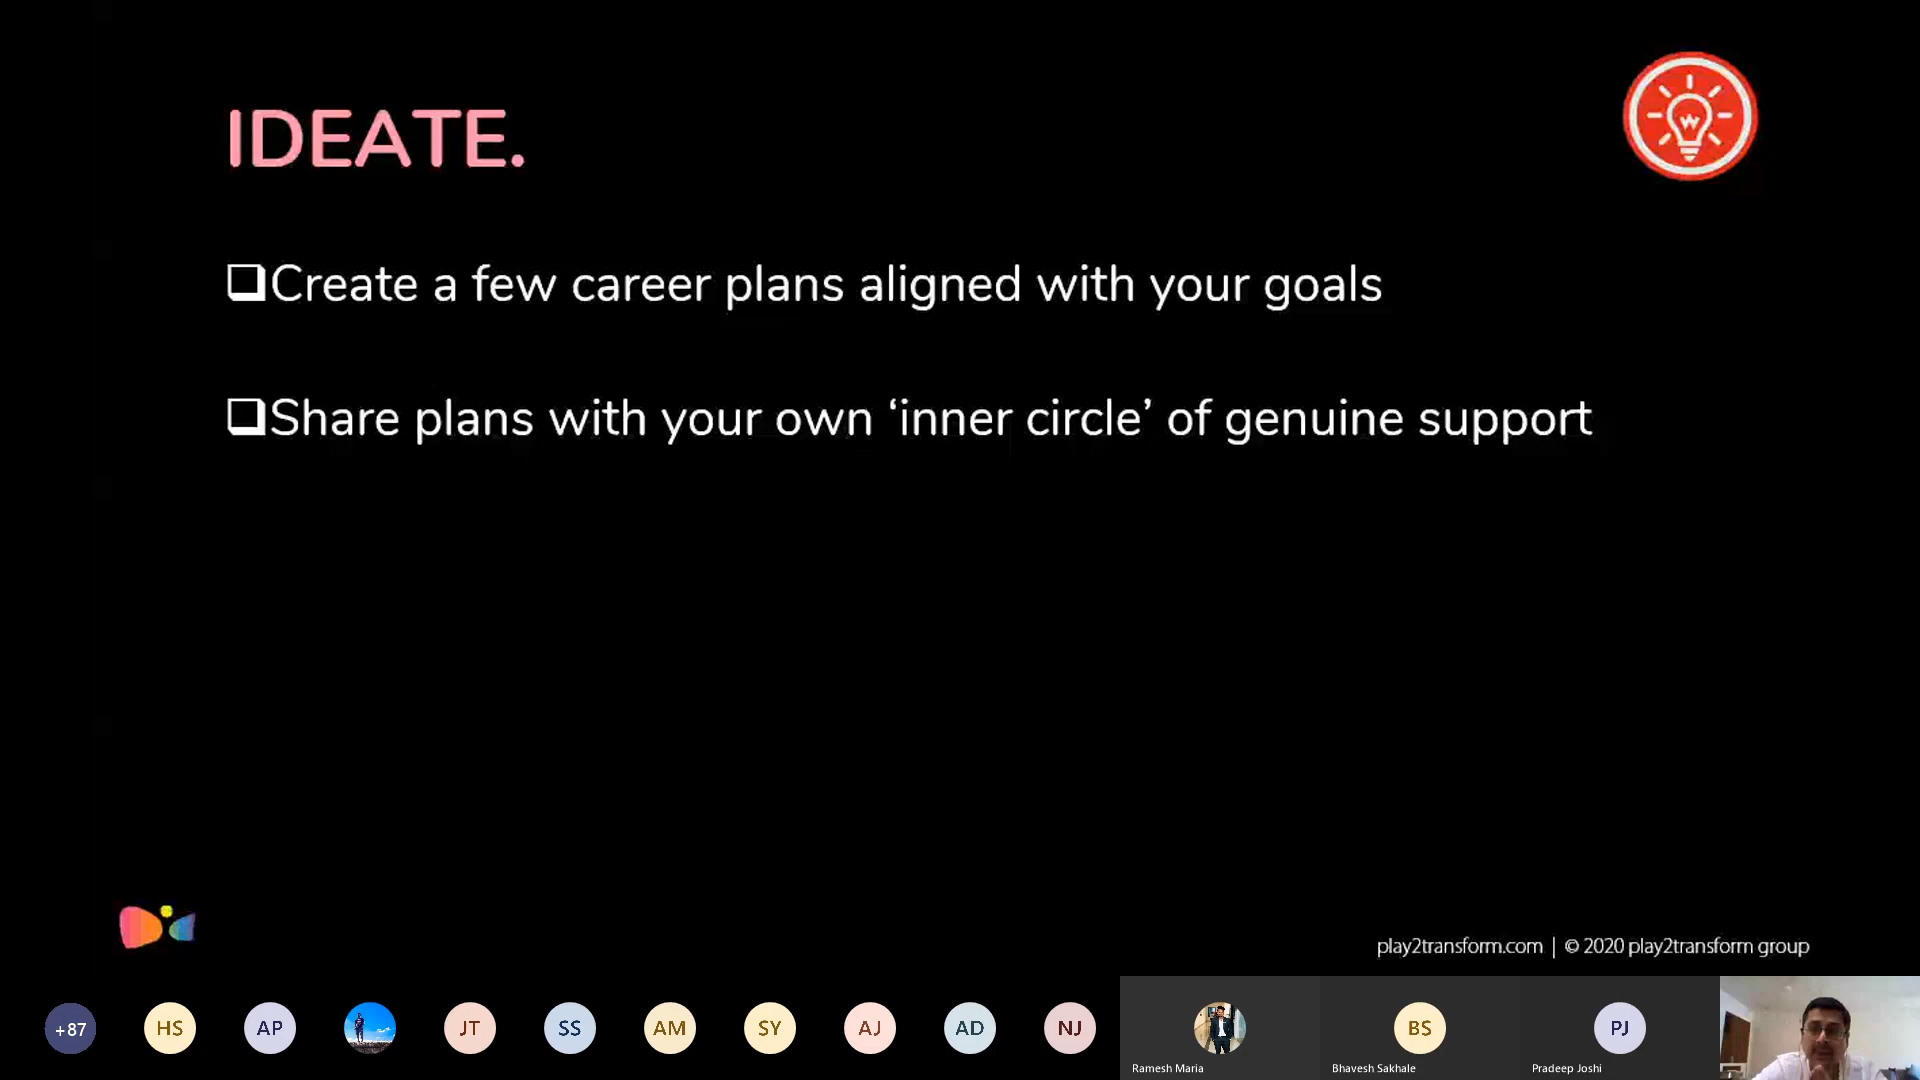 IDEATE.
Create a few career plans aligned with your goals
Share plans with your own ‘inner circle’ of genuine support
play2transform.com | © 2020 play2transform group
+87
HS
AP
JT
SS
AM
SY
AJ
AD
NJ
BS
PJ
Ramesh Maria
Bhavesh Sakhale
Pradeep Joshi